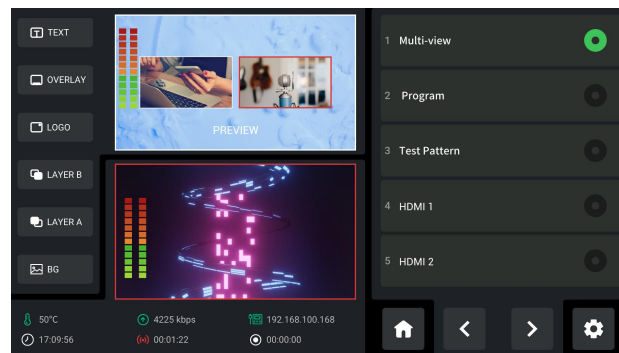 TEXT
OVERLAY
LOGO
LAYER B
LAYER A
BG
PREVIEW
50°C
4225 kbps
192.168.100.168
17:09:56
00:01:22
00:00:00
1 Multi-view
2 Program
3 Test Pattern
4 HDMI 1
5 HDMI 2